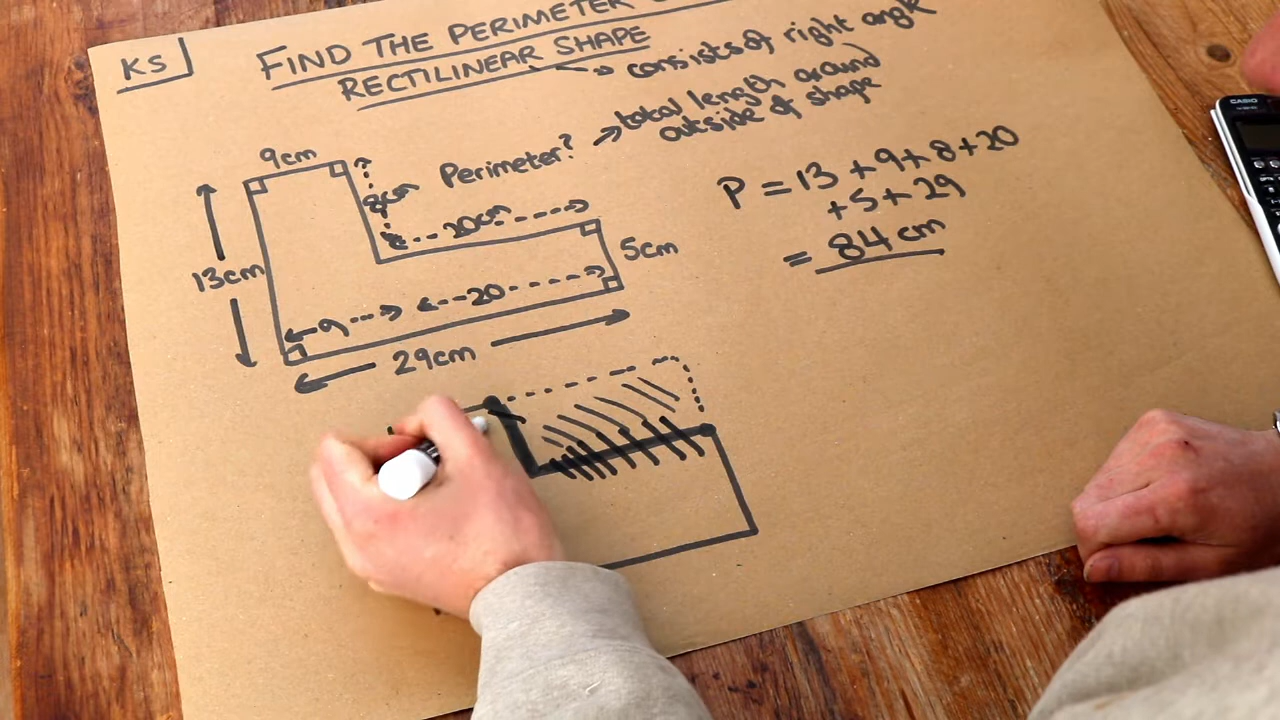 KS
FIND THE PERIMETER
RECTILINEAR SHAPE
consists of right angle
total length around
outside of shape
Perimeter?
9cm
8cm
20cm
13cm
5cm
9
20
29cm
P = 13 + 9 + 8 + 20
+ 5 + 29
= 84 cm
CASIO